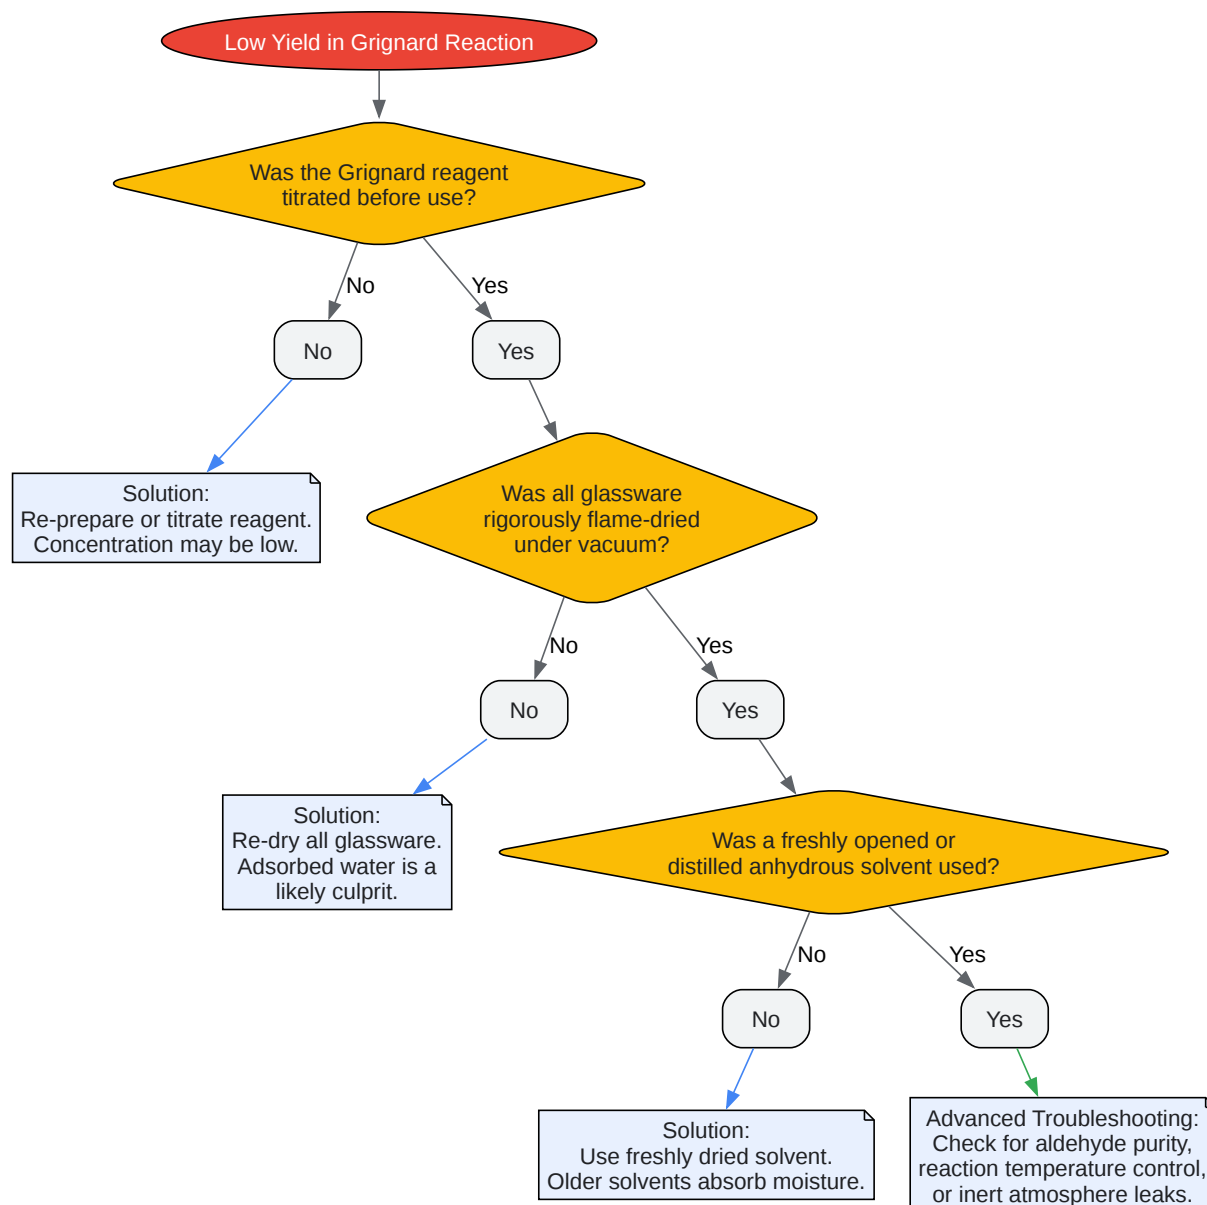 Low Yield in Grignard Reaction
Was the Grignard reagent
titrated before use?
No
Yes
No
Yes
Solution:
Re-prepare or titrate reagent.
Concentration may be low.
Was all glassware
rigorously flame-dried
under vacuum?
No
Yes
No
Yes
Solution:
Re-dry all glassware.
Adsorbed water is a
likely culprit.
Was a freshly opened or
distilled anhydrous solvent used?
No
Yes
No
Yes
Solution:
Use freshly dried solvent.
Older solvents absorb moisture.
Advanced Troubleshooting:
Check for aldehyde purity,
reaction temperature control,
or inert atmosphere leaks.